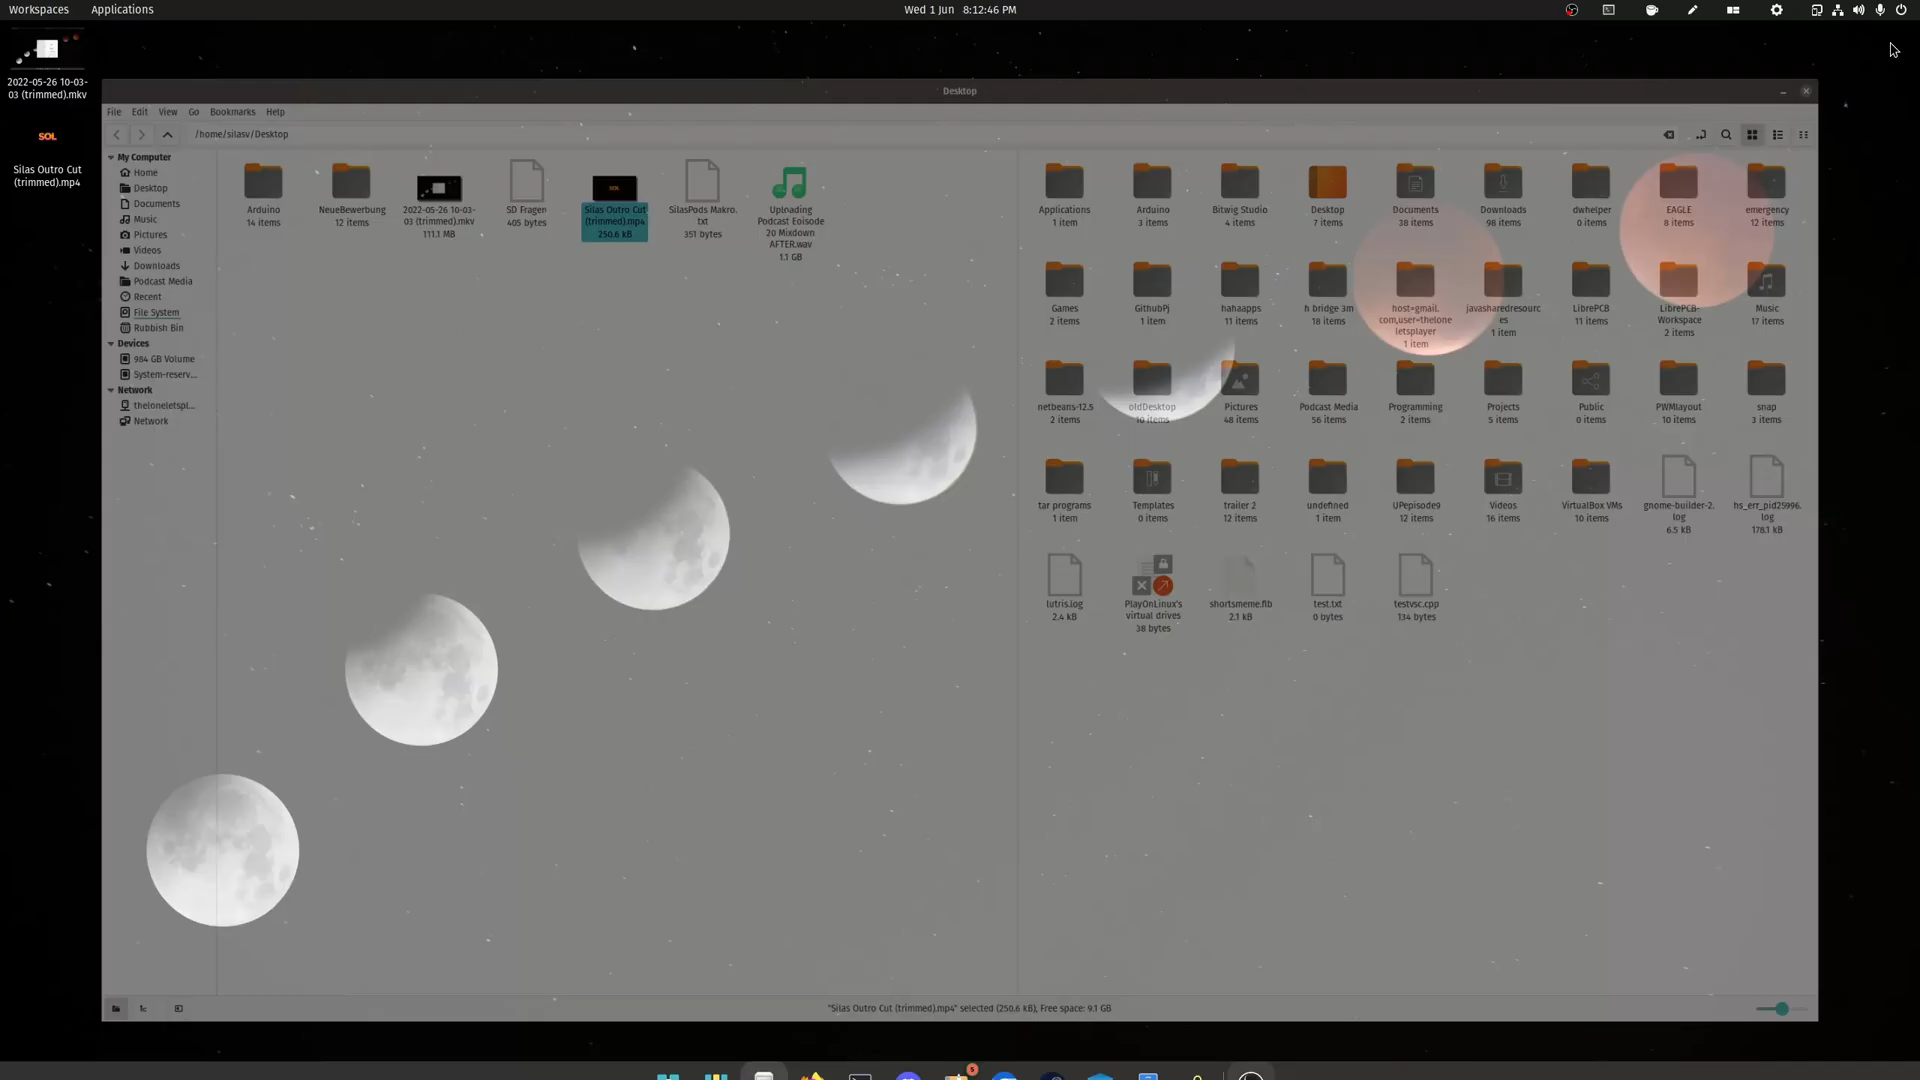 Workspaces Applications Wed 1 Jun 8:12:46 PM
2022-05-26 10-03-
03 (trimmed).mkv
SOL
Silas Outro Cut
(trimmed).mp4
Desktop
File Edit View Go Bookmarks Help
/home/silasv/Desktop
My Computer
Home
Desktop
Documents
Music
Pictures
Videos
Downloads
Podcast Media
Recent
File System
Rubbish Bin
Devices
984 GB Volume
System-reserv...
Network
theloneletspl...
Network
Arduino
14 items
NeueBewerbung
12 items
2022-05-26 10-03-
03 (trimmed).mkv
111.1 MB
SD Fragen
405 bytes
SOL
Silas Outro Cut
(trimmed).mp4
250.6 kB
SilasPods Makro.
txt
351 bytes
Uploading
Podcast Eoisode
20 Mixdown
AFTER.wav
1.1 GB
Applications
1 item
Arduino
3 items
Bitwig Studio
4 items
Desktop
7 items
Documents
38 items
Downloads
98 items
dwhelper
0 items
EAGLE
8 items
emergency
12 items
Games
2 items
GithubPj
1 item
hahaapps
11 items
h bridge 3m
18 items
host=gmail.
com,user=thelone
letsplayer
1 item
javasharedresourc
es
1 item
LibrePCB
11 items
LibrePCB-
Workspace
2 items
Music
17 items
netbeans-12.5
2 items
oldDesktop
10 items
Pictures
48 items
Podcast Media
56 items
Programming
2 items
Projects
5 items
Public
0 items
PWMlayout
10 items
snap
3 items
tar programs
1 item
Templates
0 items
trailer 2
12 items
undefined
1 item
UPepisode9
12 items
Videos
16 items
VirtualBox VMs
10 items
gnome-builder-2.
log
6.5 kB
hs_err_pid25996.
log
178.1 kB
lutris.log
2.4 kB
PlayOnLinux's
virtual drives
38 bytes
shortsmeme.flb
2.1 kB
test.txt
0 bytes
testvsc.cpp
134 bytes
"Silas Outro Cut (trimmed).mp4" selected (250.6 kB), Free space: 9.1 GB
5